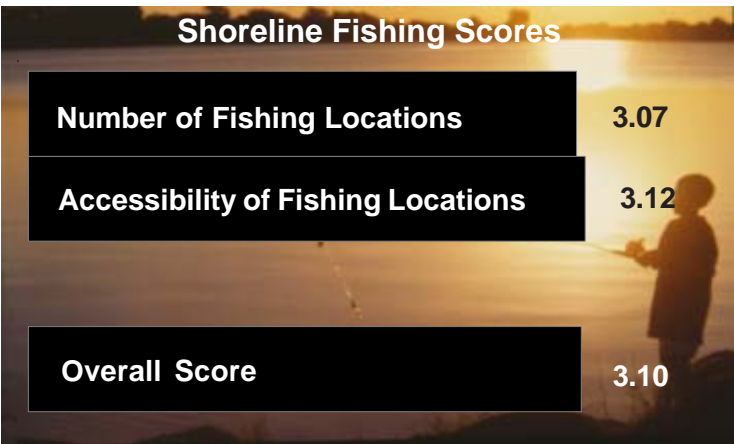 Shoreline Fishing Scores
Number of Fishing Locations 3.07
Accessibility of Fishing Locations 3.12
Overall Score 3.10